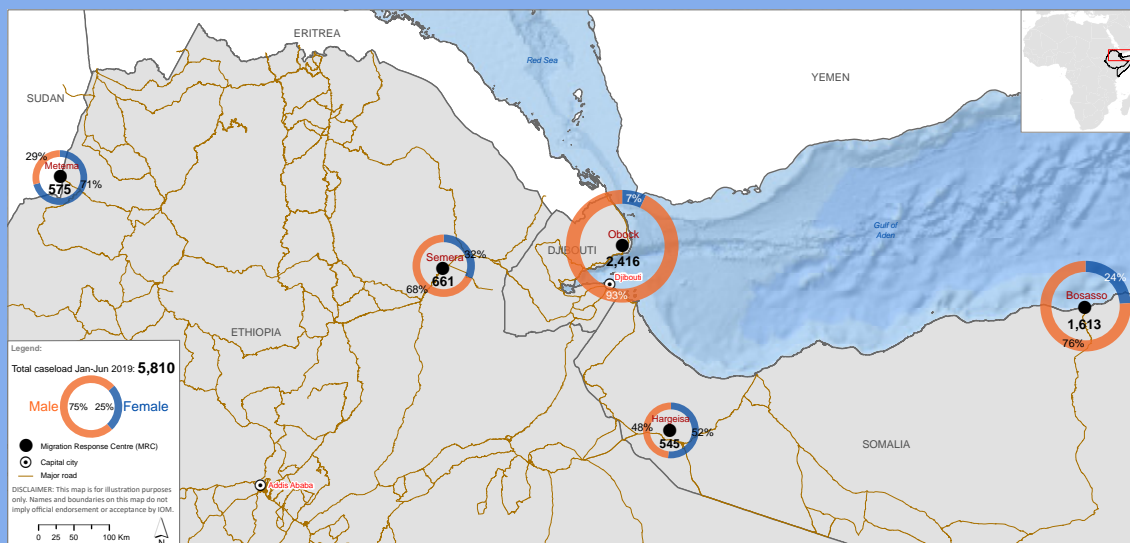 ERITREA
Red Sea
YEMEN
SUDAN
29%
Metema
71%
575
7%
Obock
DJIBOUTI
2,416
Djibouti
93%
Gulf of
Aden
32%
Semera
661
68%
24%
Bosasso
1,613
76%
ETHIOPIA
Hargeisa
48%
52%
545
SOMALIA
Addis Ababa
Legend:
Total caseload Jan-Jun 2019: 5,810
Male 75% 25% Female
Migration Response Centre (MRC)
Capital city
Major road
DISCLAIMER: This map is for illustration purposes
only. Names and boundaries on this map do not
imply official endorsement or acceptance by IOM.
0 25 50 100 Km
N